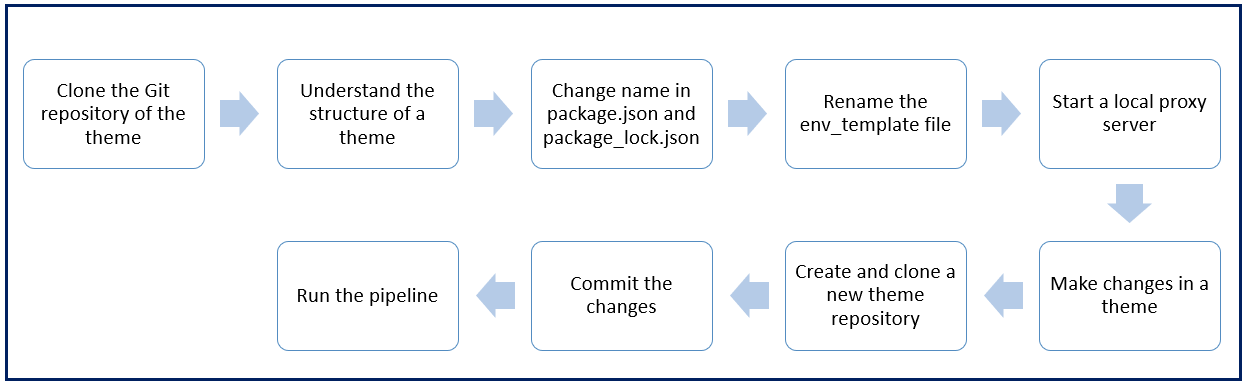 Clone the Git
repository of the
theme
Understand the
structure of a
theme
Change name in
package.json and
package_lock.json
Rename the
env_template file
Start a local proxy
server
Make changes in a
theme
Create and clone a
new theme
repository
Commit the
changes
Run the pipeline